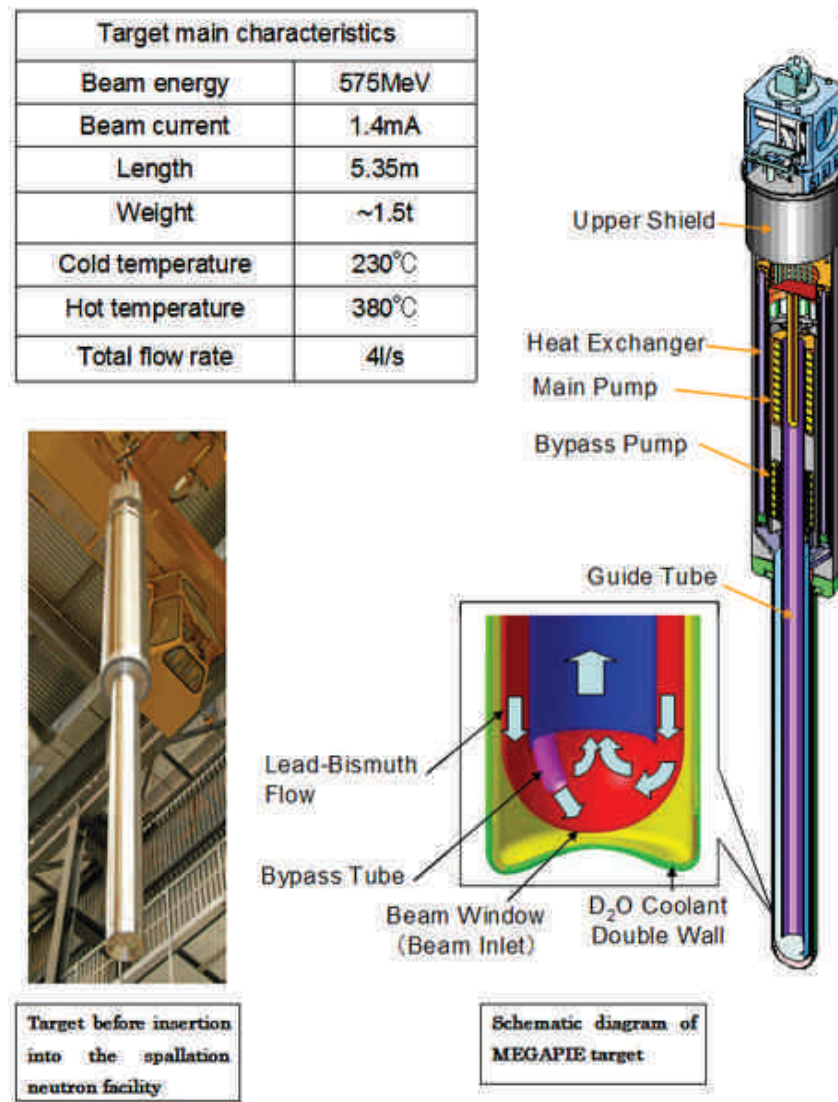 Target main characteristics
Beam energy 575MeV
Beam current 1.4mA
Length 5.35m
Weight ~1.5t
Cold temperature 230℃
Hot temperature 380℃
Total flow rate 4l/s
Upper Shield
Heat Exchanger
Main Pump
Bypass Pump
Guide Tube
Lead-Bismuth
Flow
Bypass Tube
Beam Window
(Beam Inlet)
D₂O Coolant
Double Wall
Target before insertion
into the spallation
neutron facility
Schematic diagram of
MEGAPIE target